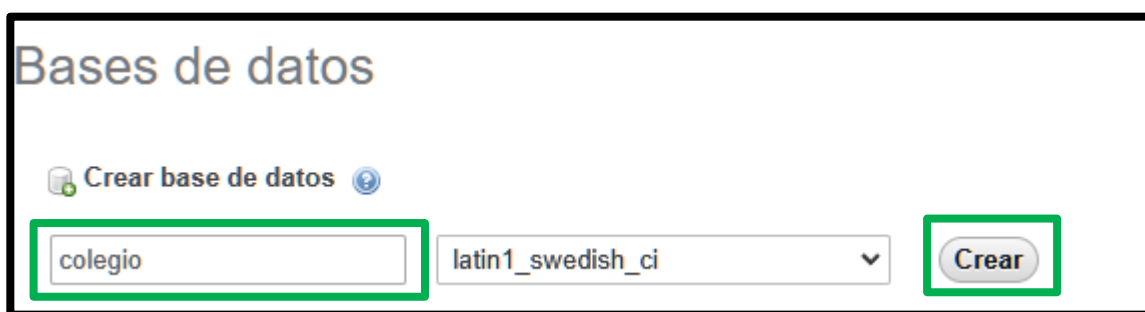 Bases de datos
Crear base de datos
colegio latin1_swedish_ci Crear